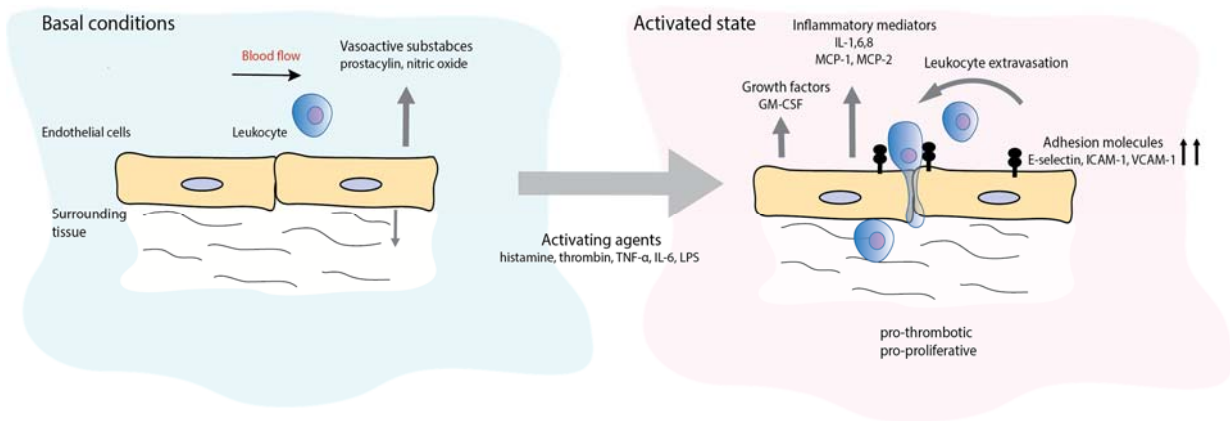 Basal conditions
Blood flow
Vasoactive substabces
prostacylin, nitric oxide
Endothelial cells
Leukocyte
Surrounding
tissue
Activating agents
histamine, thrombin, TNF-α, IL-6, LPS
Activated state
Inflammatory mediators
IL-1,6,8
MCP-1, MCP-2
Growth factors
GM-CSF
Leukocyte extravasation
Adhesion molecules
E-selectin, ICAM-1, VCAM-1
pro-thrombotic
pro-proliferative